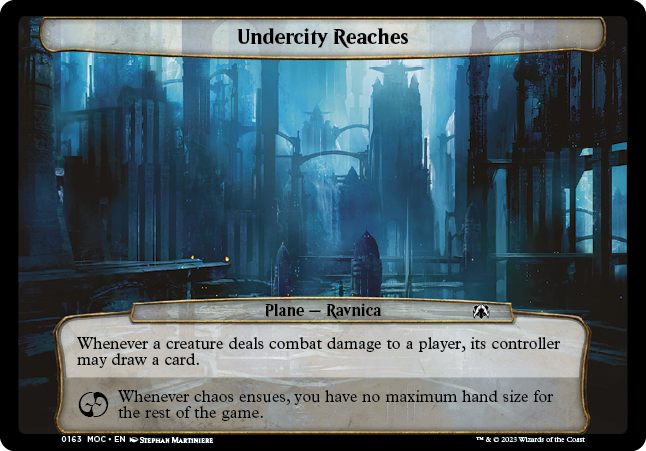 Undercity Reaches
Plane — Ravnica
Whenever a creature deals combat damage to a player, its controller
may draw a card.
Whenever chaos ensues, you have no maximum hand size for
the rest of the game.
0163 MOC • EN Stephan Martiniere
™ & © 2023 Wizards of the Coast